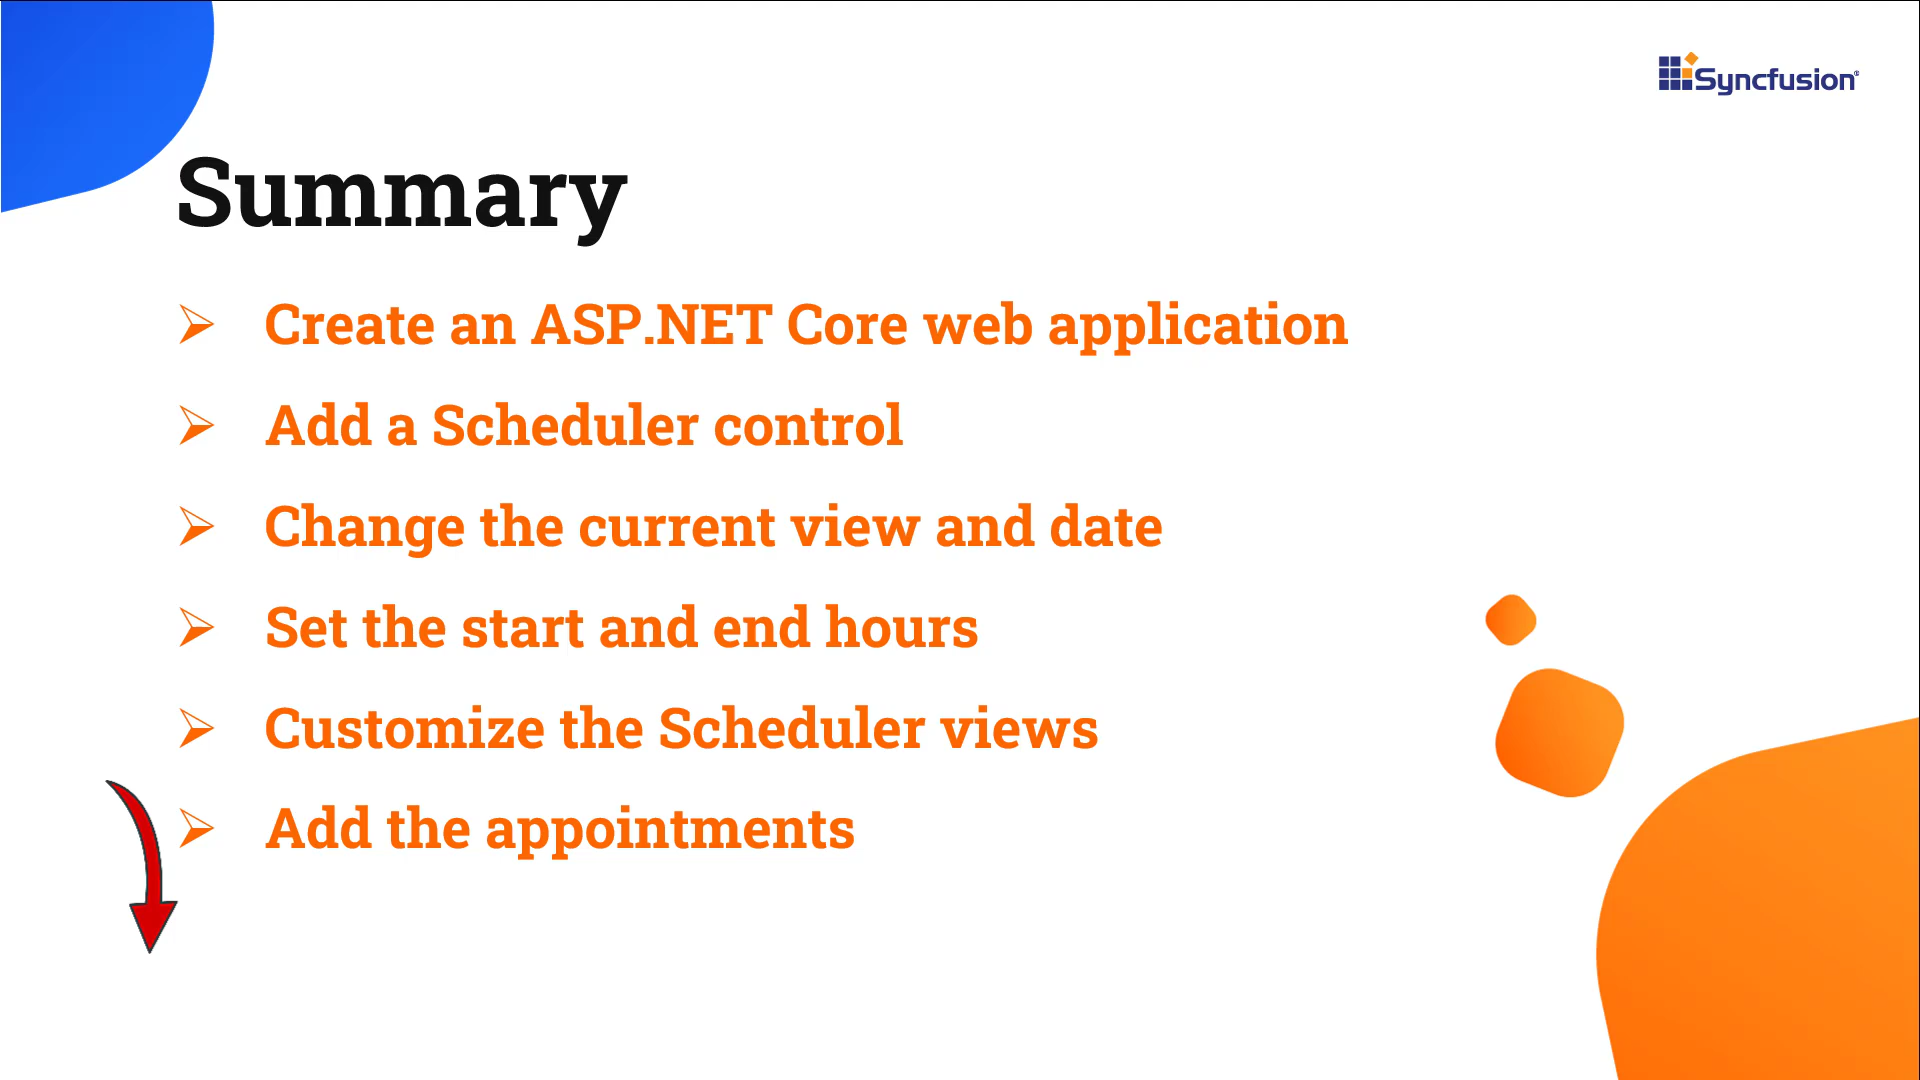 Syncfusion®
Summary
Create an ASP.NET Core web application
Add a Scheduler control
Change the current view and date
Set the start and end hours
Customize the Scheduler views
Add the appointments